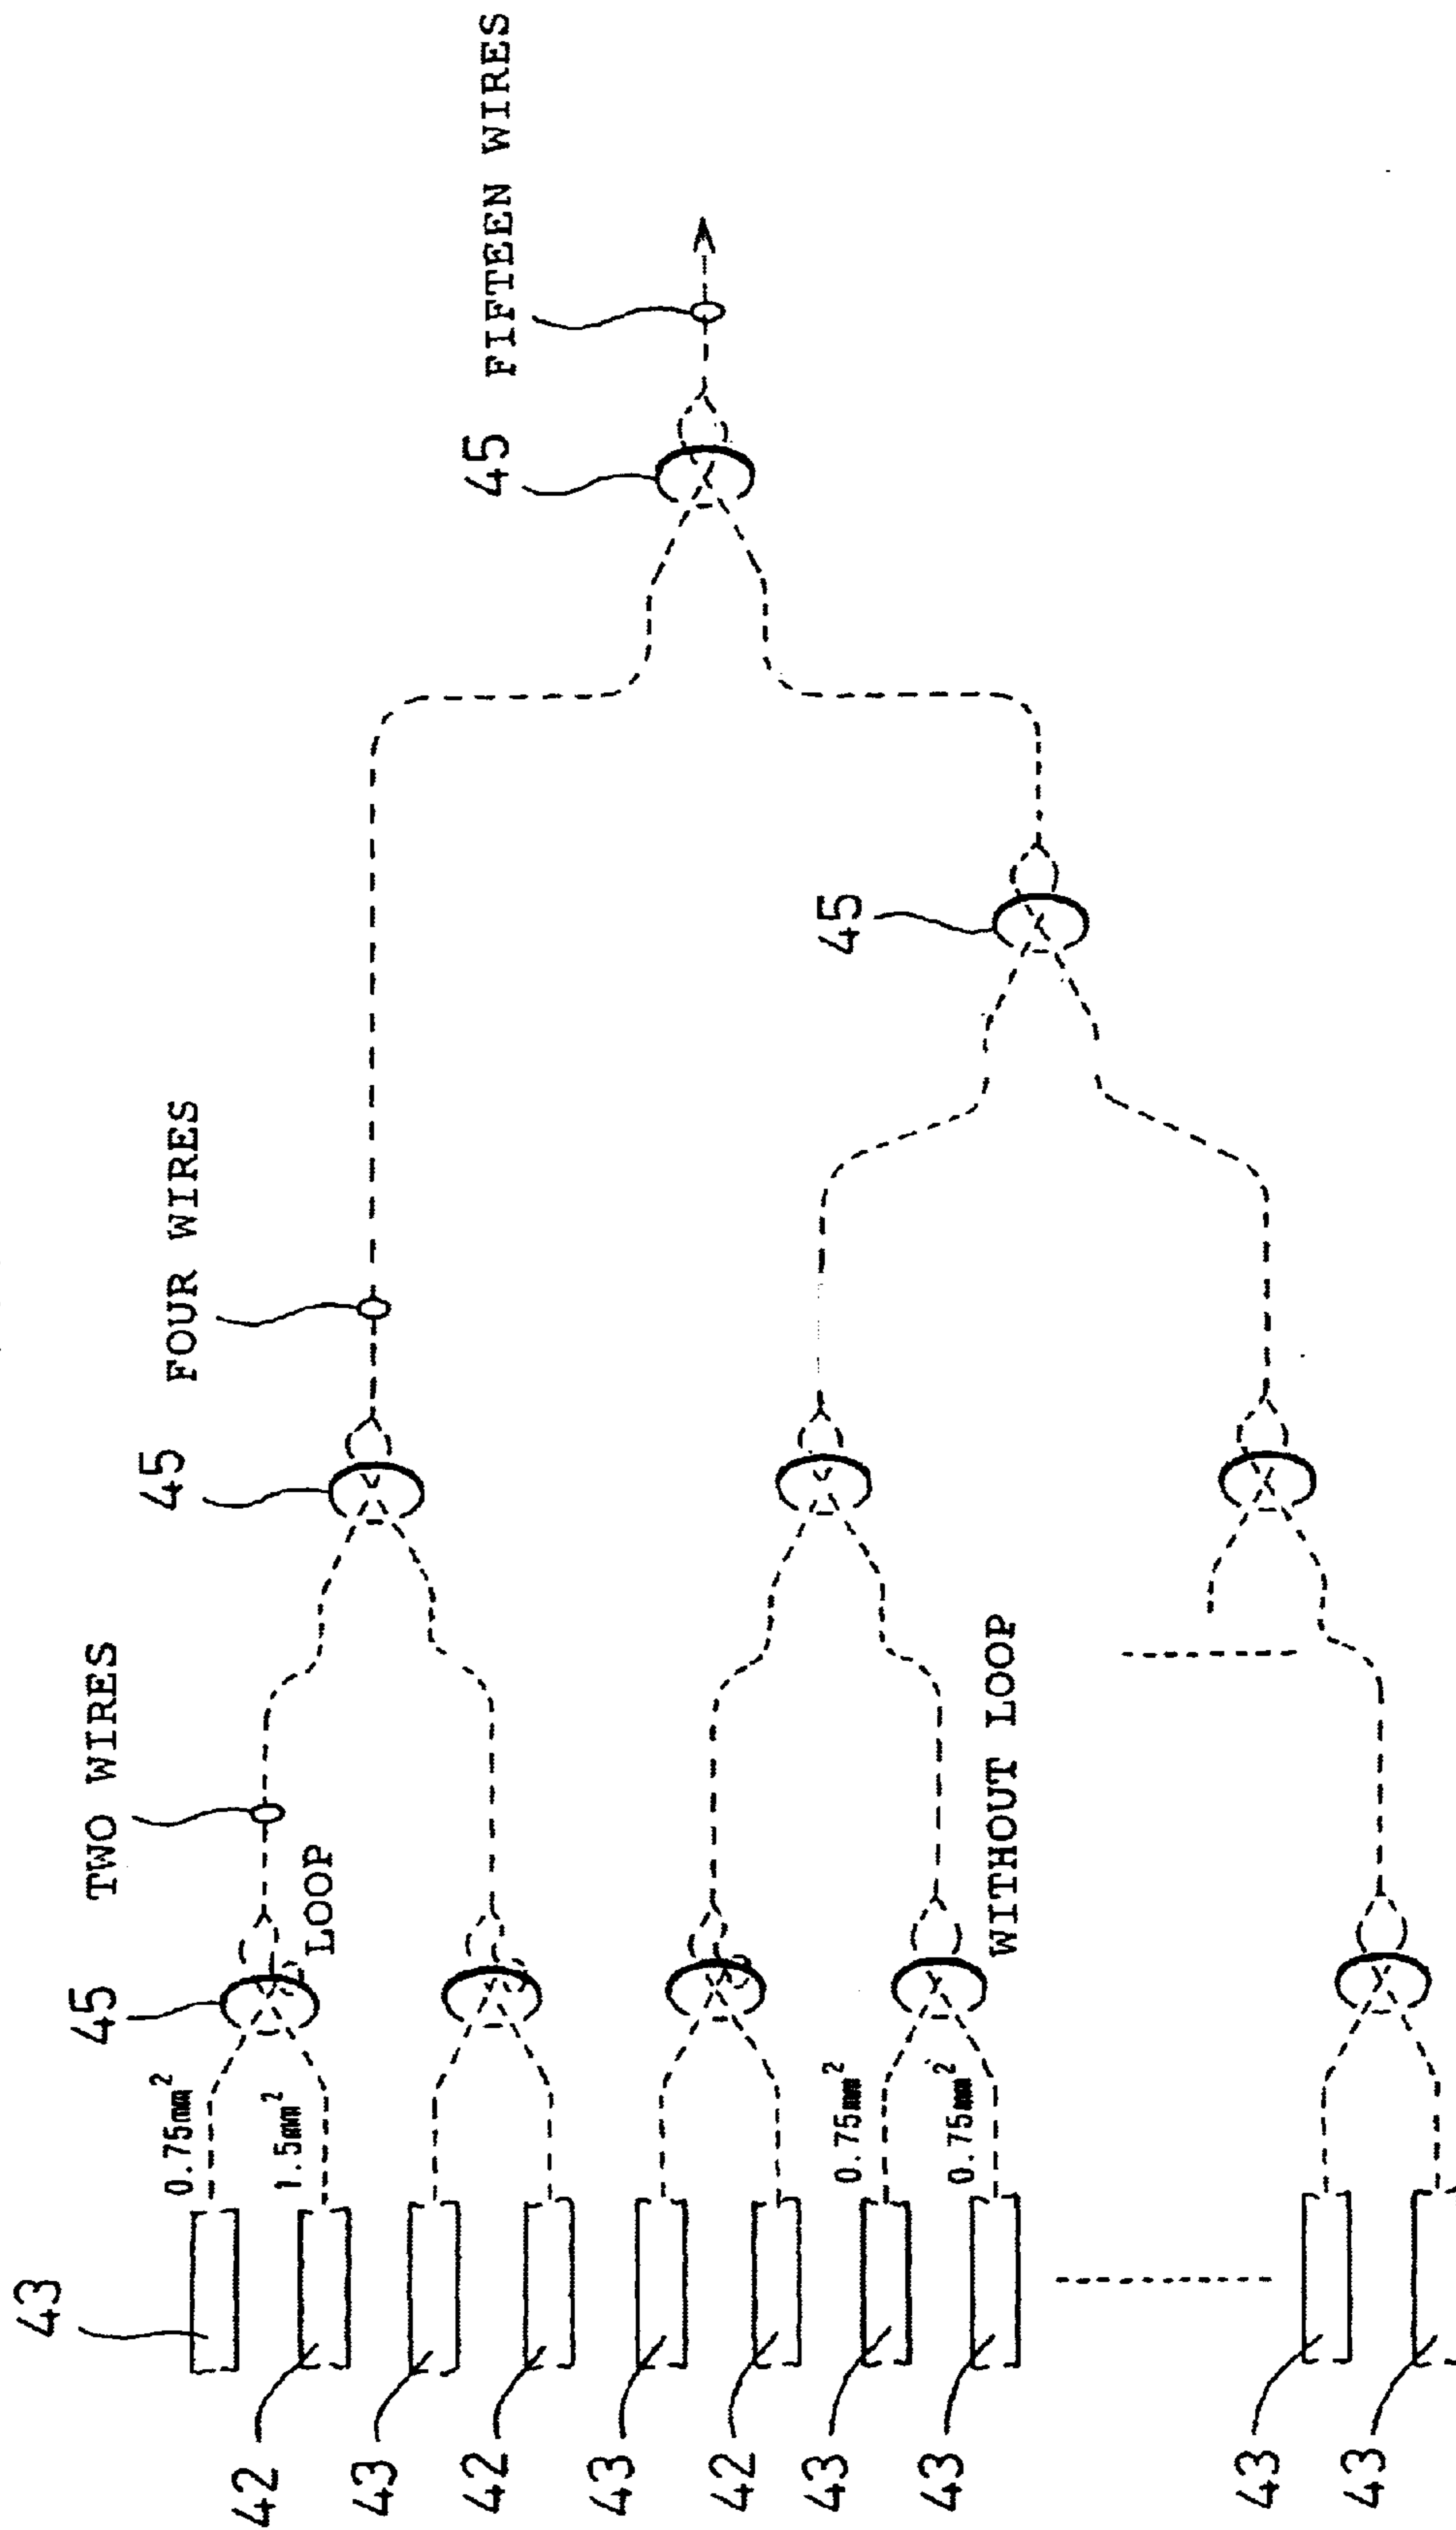 43
42
43
42
43
42
43
43
43
43
0.75mm²
1.5mm²
0.75mm²
0.75mm²
45
LOOP
TWO WIRES
WITHOUT LOOP
45
FOUR WIRES
45
45
FIFTEEN WIRES